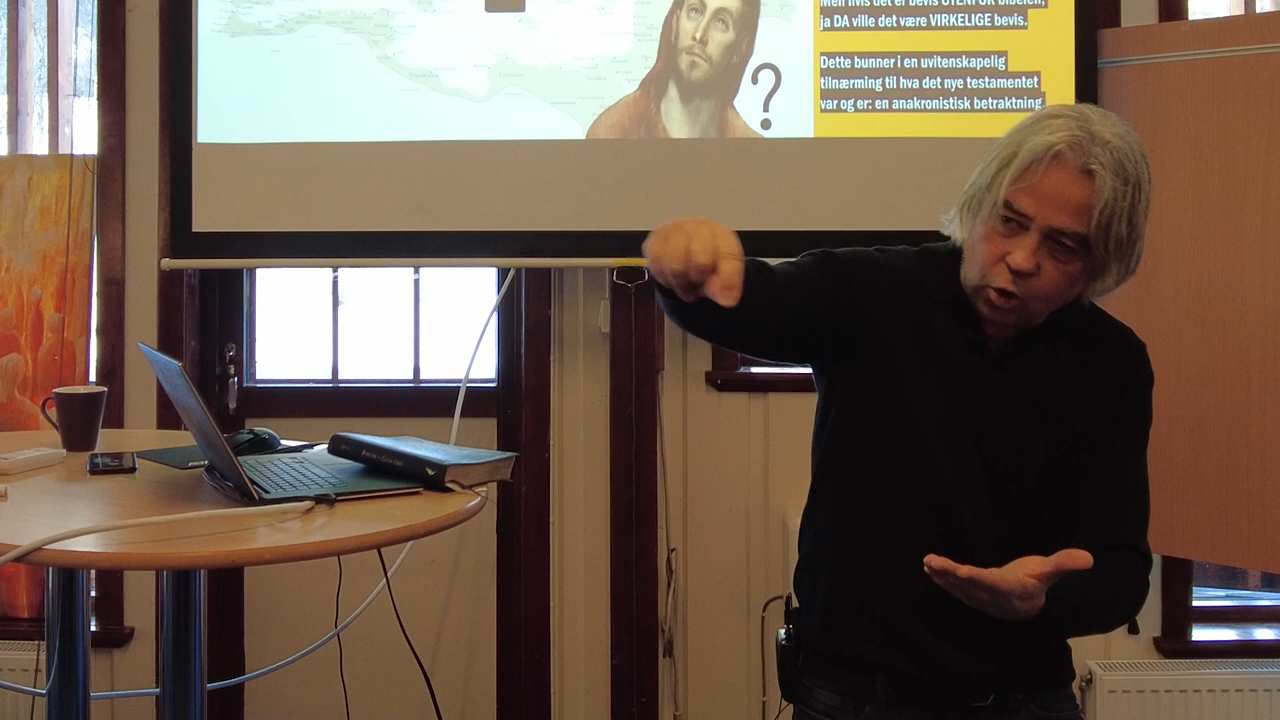 Men hvis det er bevis UTENFOR bibelen,
ja DA ville det være VIRKELIGE bevis.
Dette bunner i en uvitenskapelig
tilnærming til hva det nye testamentet
var og er: en anakronistisk betraktning
?